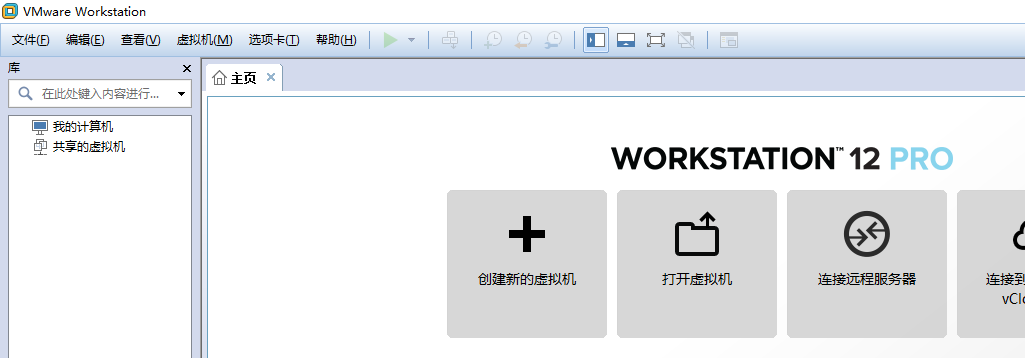 VMware Workstation
文件(F) 编辑(E) 查看(V) 虚拟机(M) 选项卡(T) 帮助(H)
库
在此处键入内容进行...
我的计算机
共享的虚拟机
主页
WORKSTATION™ 12 PRO
创建新的虚拟机
打开虚拟机
连接远程服务器
连接到